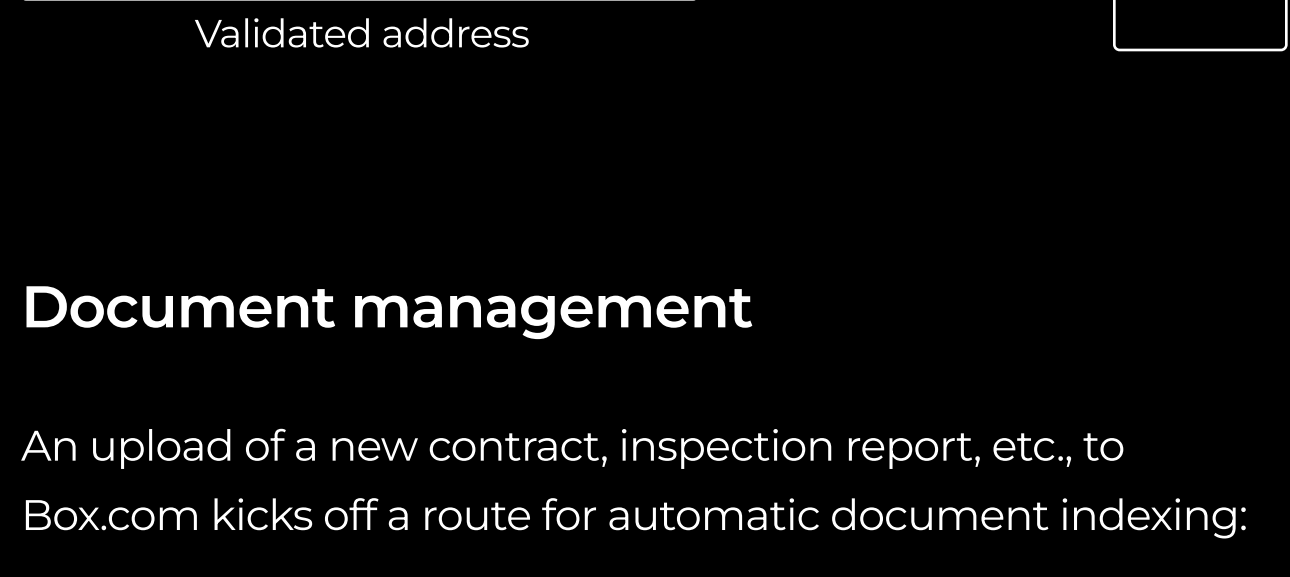 Validated address
Document management
An upload of a new contract, inspection report, etc., to
Box.com kicks off a route for automatic document indexing: